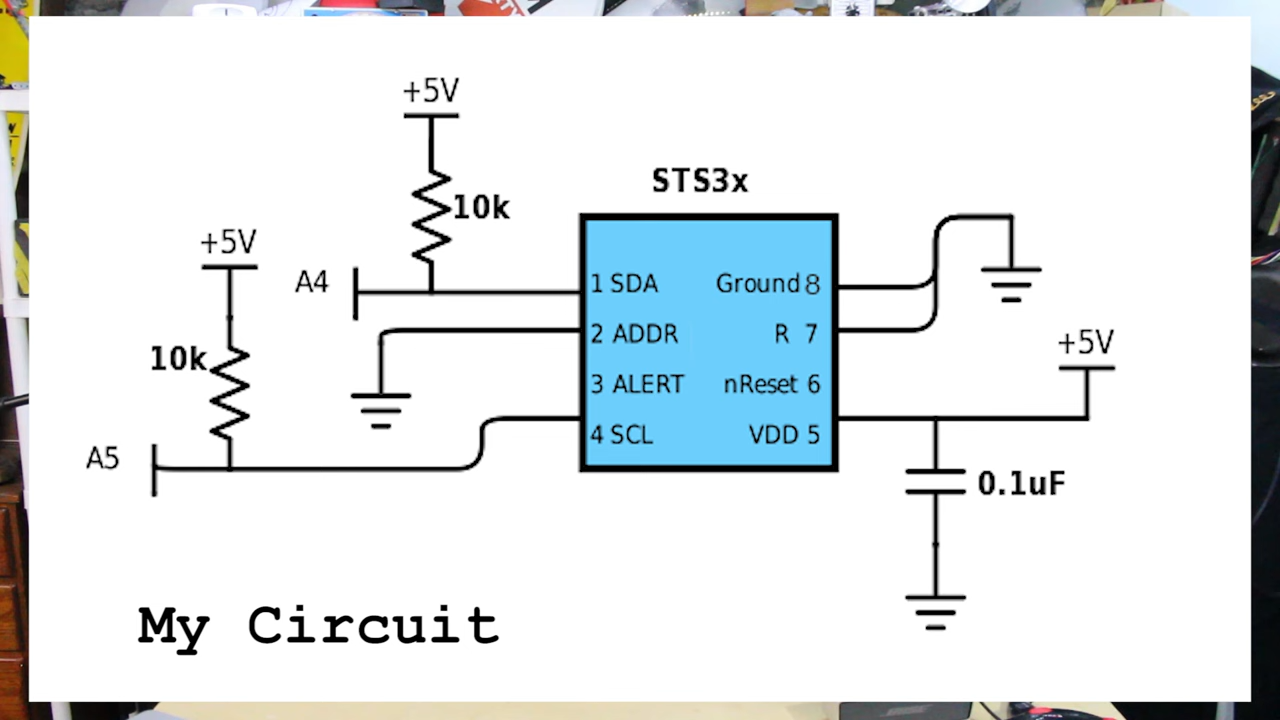 +5V
STS3x
10k
+5V
A4
1 SDA
Ground 8
2 ADDR
R 7
10k
+5V
3 ALERT
nReset 6
A5
4 SCL
VDD 5
0.1uF
My Circuit